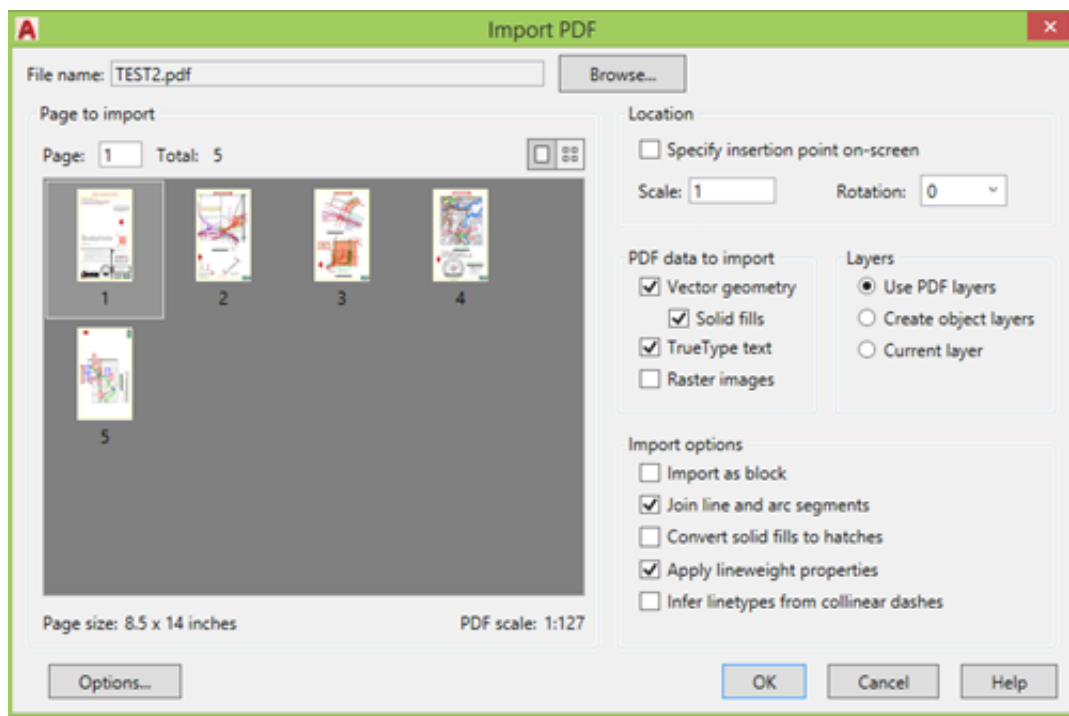 A
Import PDF
File name: TEST2.pdf
Browse...
Page to import
Page: 1 Total: 5
1 2 3 4
5
Page size: 8.5 x 14 inches PDF scale: 1:127
Location
Specify insertion point on-screen
Scale: 1 Rotation: 0
PDF data to import
Vector geometry
Solid fills
TrueType text
Raster images
Layers
Use PDF layers
Create object layers
Current layer
Import options
Import as block
Join line and arc segments
Convert solid fills to hatches
Apply lineweight properties
Infer linetypes from collinear dashes
Options... OK Cancel Help